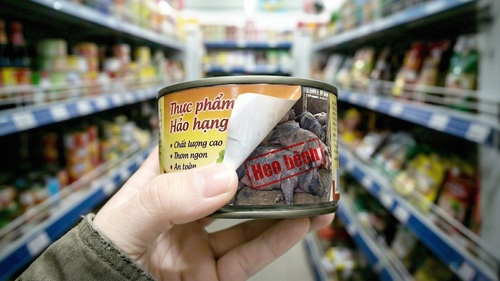 Thực phẩm
Hảo hạng
• Chất lượng cao
• Thơm ngon
• An toàn
Heo bệnh